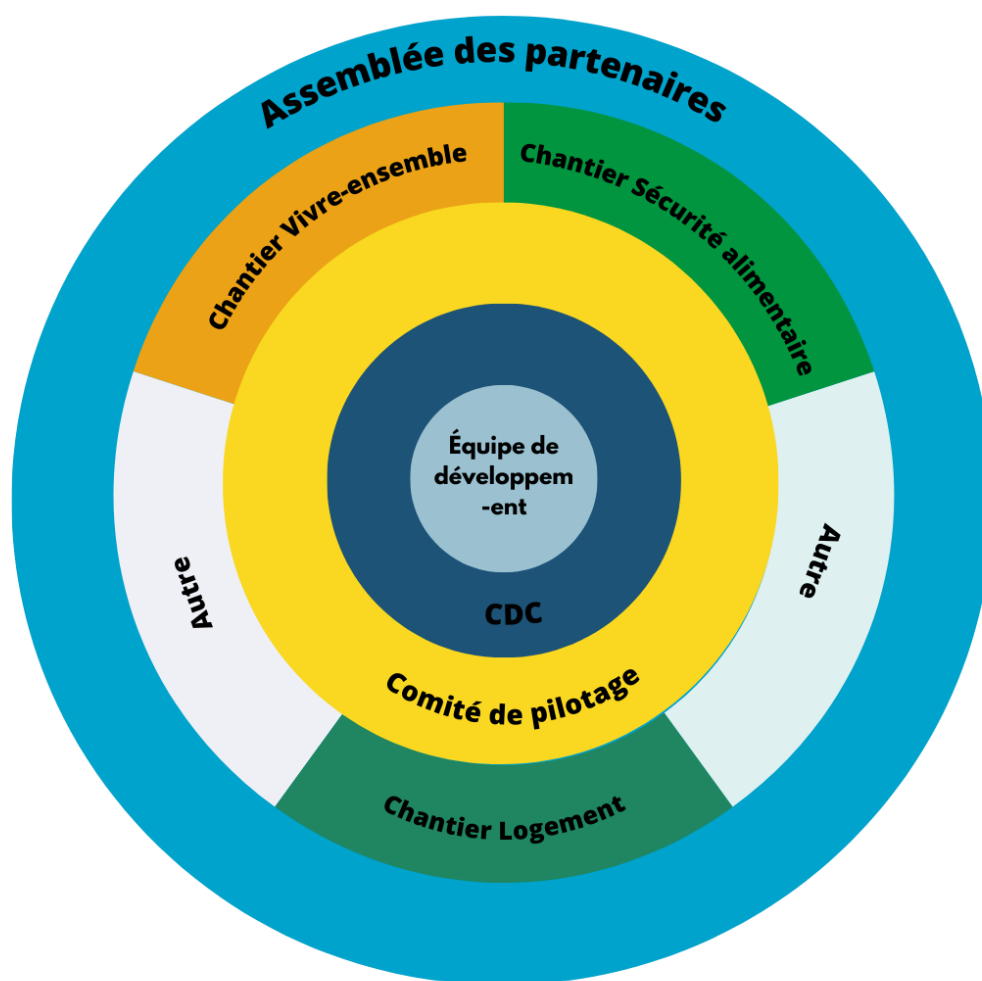 Assemblée des partenaires
Chantier Vivre-ensemble
Chantier Sécurité alimentaire
Équipe de
développem
-ent
CDC
Autre
Autre
Comité de pilotage
Chantier Logement